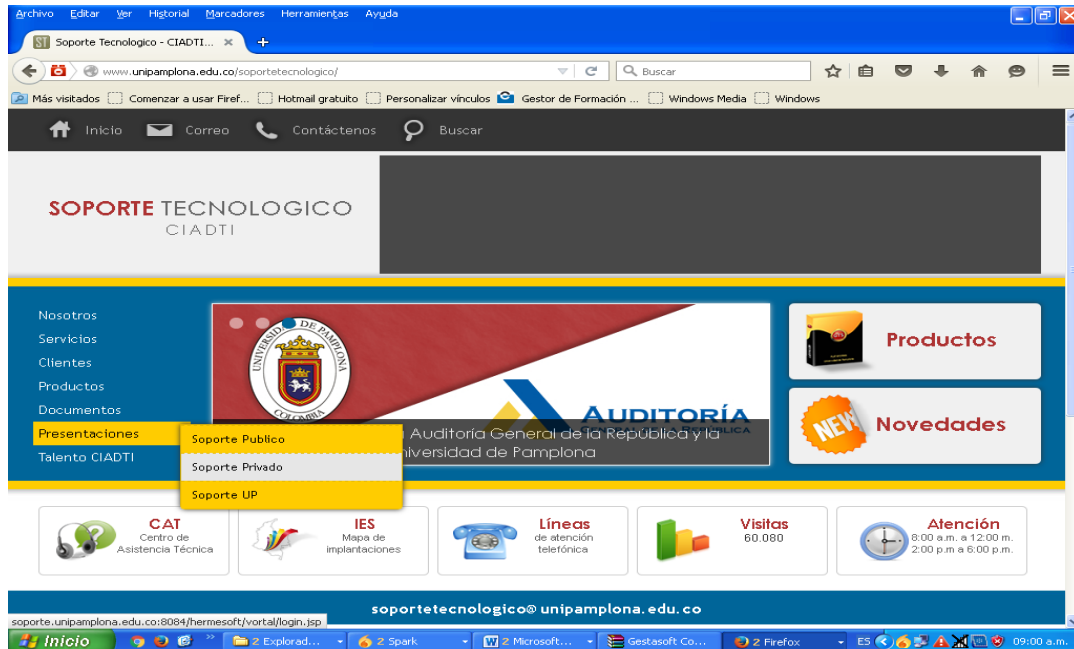 Archivo Editar Ver Historial Marcadores Herramientas Ayuda
ST Soporte Tecnologico - CIADTI...
www.unipamplona.edu.co/soportetecnologico/
Buscar
Más visitados Comenzar a usar Firef... Hotmail gratuito Personalizar vínculos Gestor de Formación ... Windows Media Windows
Inicio Correo Contáctenos Buscar
SOPORTE TECNOLOGICO
CIADTI
Nosotros
Servicios
Clientes
Productos
Documentos
Presentaciones
Talento CIADTI
Soporte Publico
Soporte Privado
Soporte UP
UNIVERSIDAD DE PAMPLONA
COLOMBIA
AUDITORÍA
Auditoría General de la República y la
niversidad de Pamplona
Productos
NEW
Novedades
CAT
Centro de
Asistencia Técnica
IES
Mapa de
implantaciones
Líneas
de atención
telefónica
Visitas
60.080
Atención
8:00 a.m. a 12:00 m.
2:00 p.m a 6:00 p.m.
soportetecnologico@unipamplona.edu.co
soporte.unipamplona.edu.co:8084/hermesoft/vortal/login.jsp
Inicio 2 Explorad... 2 Spark 2 Microsoft... Gestasoft Co... 2 Firefox ES 09:00 a.m.